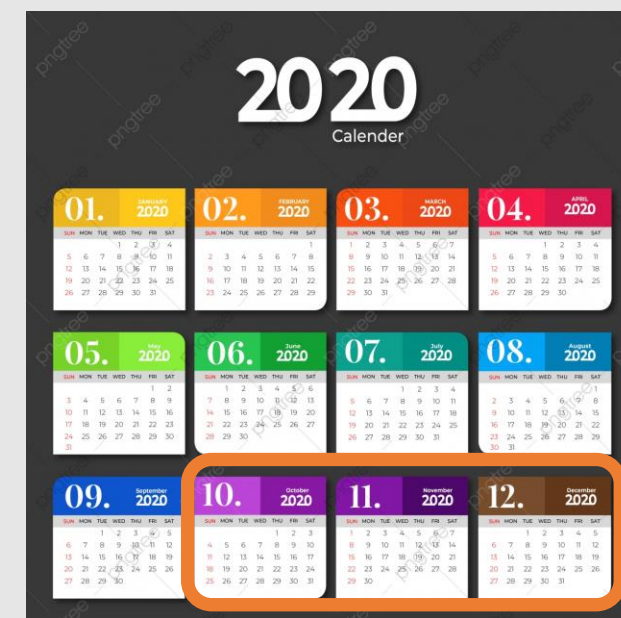 2020
Calender
pngtree
01.
JANUARY
2020
SUN MON TUE WED THU FRI SAT
1 2 3 4
5 6 7 8 9 10 11
12 13 14 15 16 17 18
19 20 21 22 23 24 25
26 27 28 29 30 31
02.
FEBRUARY
2020
SUN MON TUE WED THU FRI SAT
1
2 3 4 5 6 7 8
9 10 11 12 13 14 15
16 17 18 19 20 21 22
23 24 25 26 27 28 29
03.
MARCH
2020
SUN MON TUE WED THU FRI SAT
1 2 3 4 5 6 7
8 9 10 11 12 13 14
15 16 17 18 19 20 21
22 23 24 25 26 27 28
29 30 31
04.
APRIL
2020
SUN MON TUE WED THU FRI SAT
1 2 3 4
5 6 7 8 9 10 11
12 13 14 15 16 17 18
19 20 21 22 23 24 25
26 27 28 29 30
05.
May
2020
SUN MON TUE WED THU FRI SAT
1 2
3 4 5 6 7 8 9
10 11 12 13 14 15 16
17 18 19 20 21 22 23
24 25 26 27 28 29 30
31
06.
June
2020
SUN MON TUE WED THU FRI SAT
1 2 3 4 5 6
7 8 9 10 11 12 13
14 15 16 17 18 19 20
21 22 23 24 25 26 27
28 29 30
07.
July
2020
SUN MON TUE WED THU FRI SAT
1 2 3 4
5 6 7 8 9 10 11
12 13 14 15 16 17 18
19 20 21 22 23 24 25
26 27 28 29 30 31
08.
August
2020
SUN MON TUE WED THU FRI SAT
1
2 3 4 5 6 7 8
9 10 11 12 13 14 15
16 17 18 19 20 21 22
23 24 25 26 27 28 29
30 31
09.
September
2020
SUN MON TUE WED THU FRI SAT
1 2 3 4 5
6 7 8 9 10 11 12
13 14 15 16 17 18 19
20 21 22 23 24 25 26
27 28 29 30
10.
October
2020
SUN MON TUE WED THU FRI SAT
1 2 3
4 5 6 7 8 9 10
11 12 13 14 15 16 17
18 19 20 21 22 23 24
25 26 27 28 29 30 31
11.
November
2020
SUN MON TUE WED THU FRI SAT
1 2 3 4 5 6 7
8 9 10 11 12 13 14
15 16 17 18 19 20 21
22 23 24 25 26 27 28
29 30
12.
December
2020
SUN MON TUE WED THU FRI SAT
1 2 3 4 5
6 7 8 9 10 11 12
13 14 15 16 17 18 19
20 21 22 23 24 25 26
27 28 29 30 31